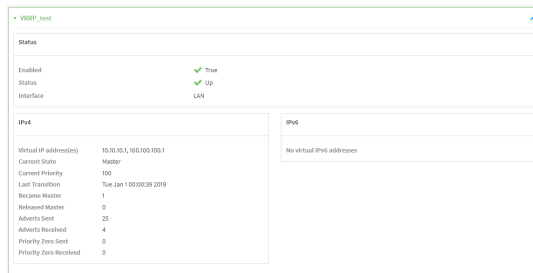 VRRP_test
Status
Enabled True
Status Up
Interface LAN
IPv4
Virtual IP address(es) 10.10.10.1, 100.100.100.1
Current State Master
Current Priority 100
Last Transition Tue Jan 1 00:00:39 2019
Became Master 1
Released Master 0
Adverts Sent 25
Adverts Received 4
Priority Zero Sent 0
Priority Zero Received 0
IPv6
No virtual IPv6 addresses